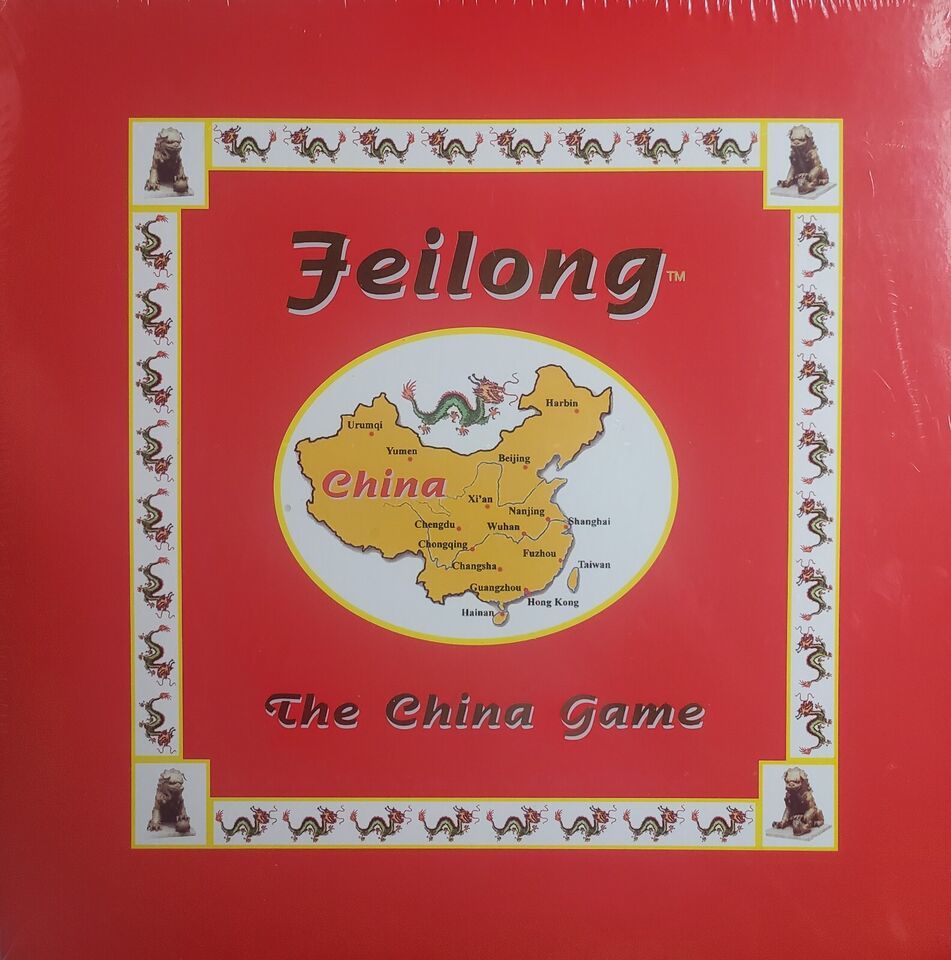 Feilong™
Harbin
Urumqi
Yumen
Beijing
China
Xi'an
Nanjing
Shanghai
Chengdu
Wuhan
Chongqing
Fuzhou
Changsha
Taiwan
Guangzhou
Hong Kong
Hainan
The China Game